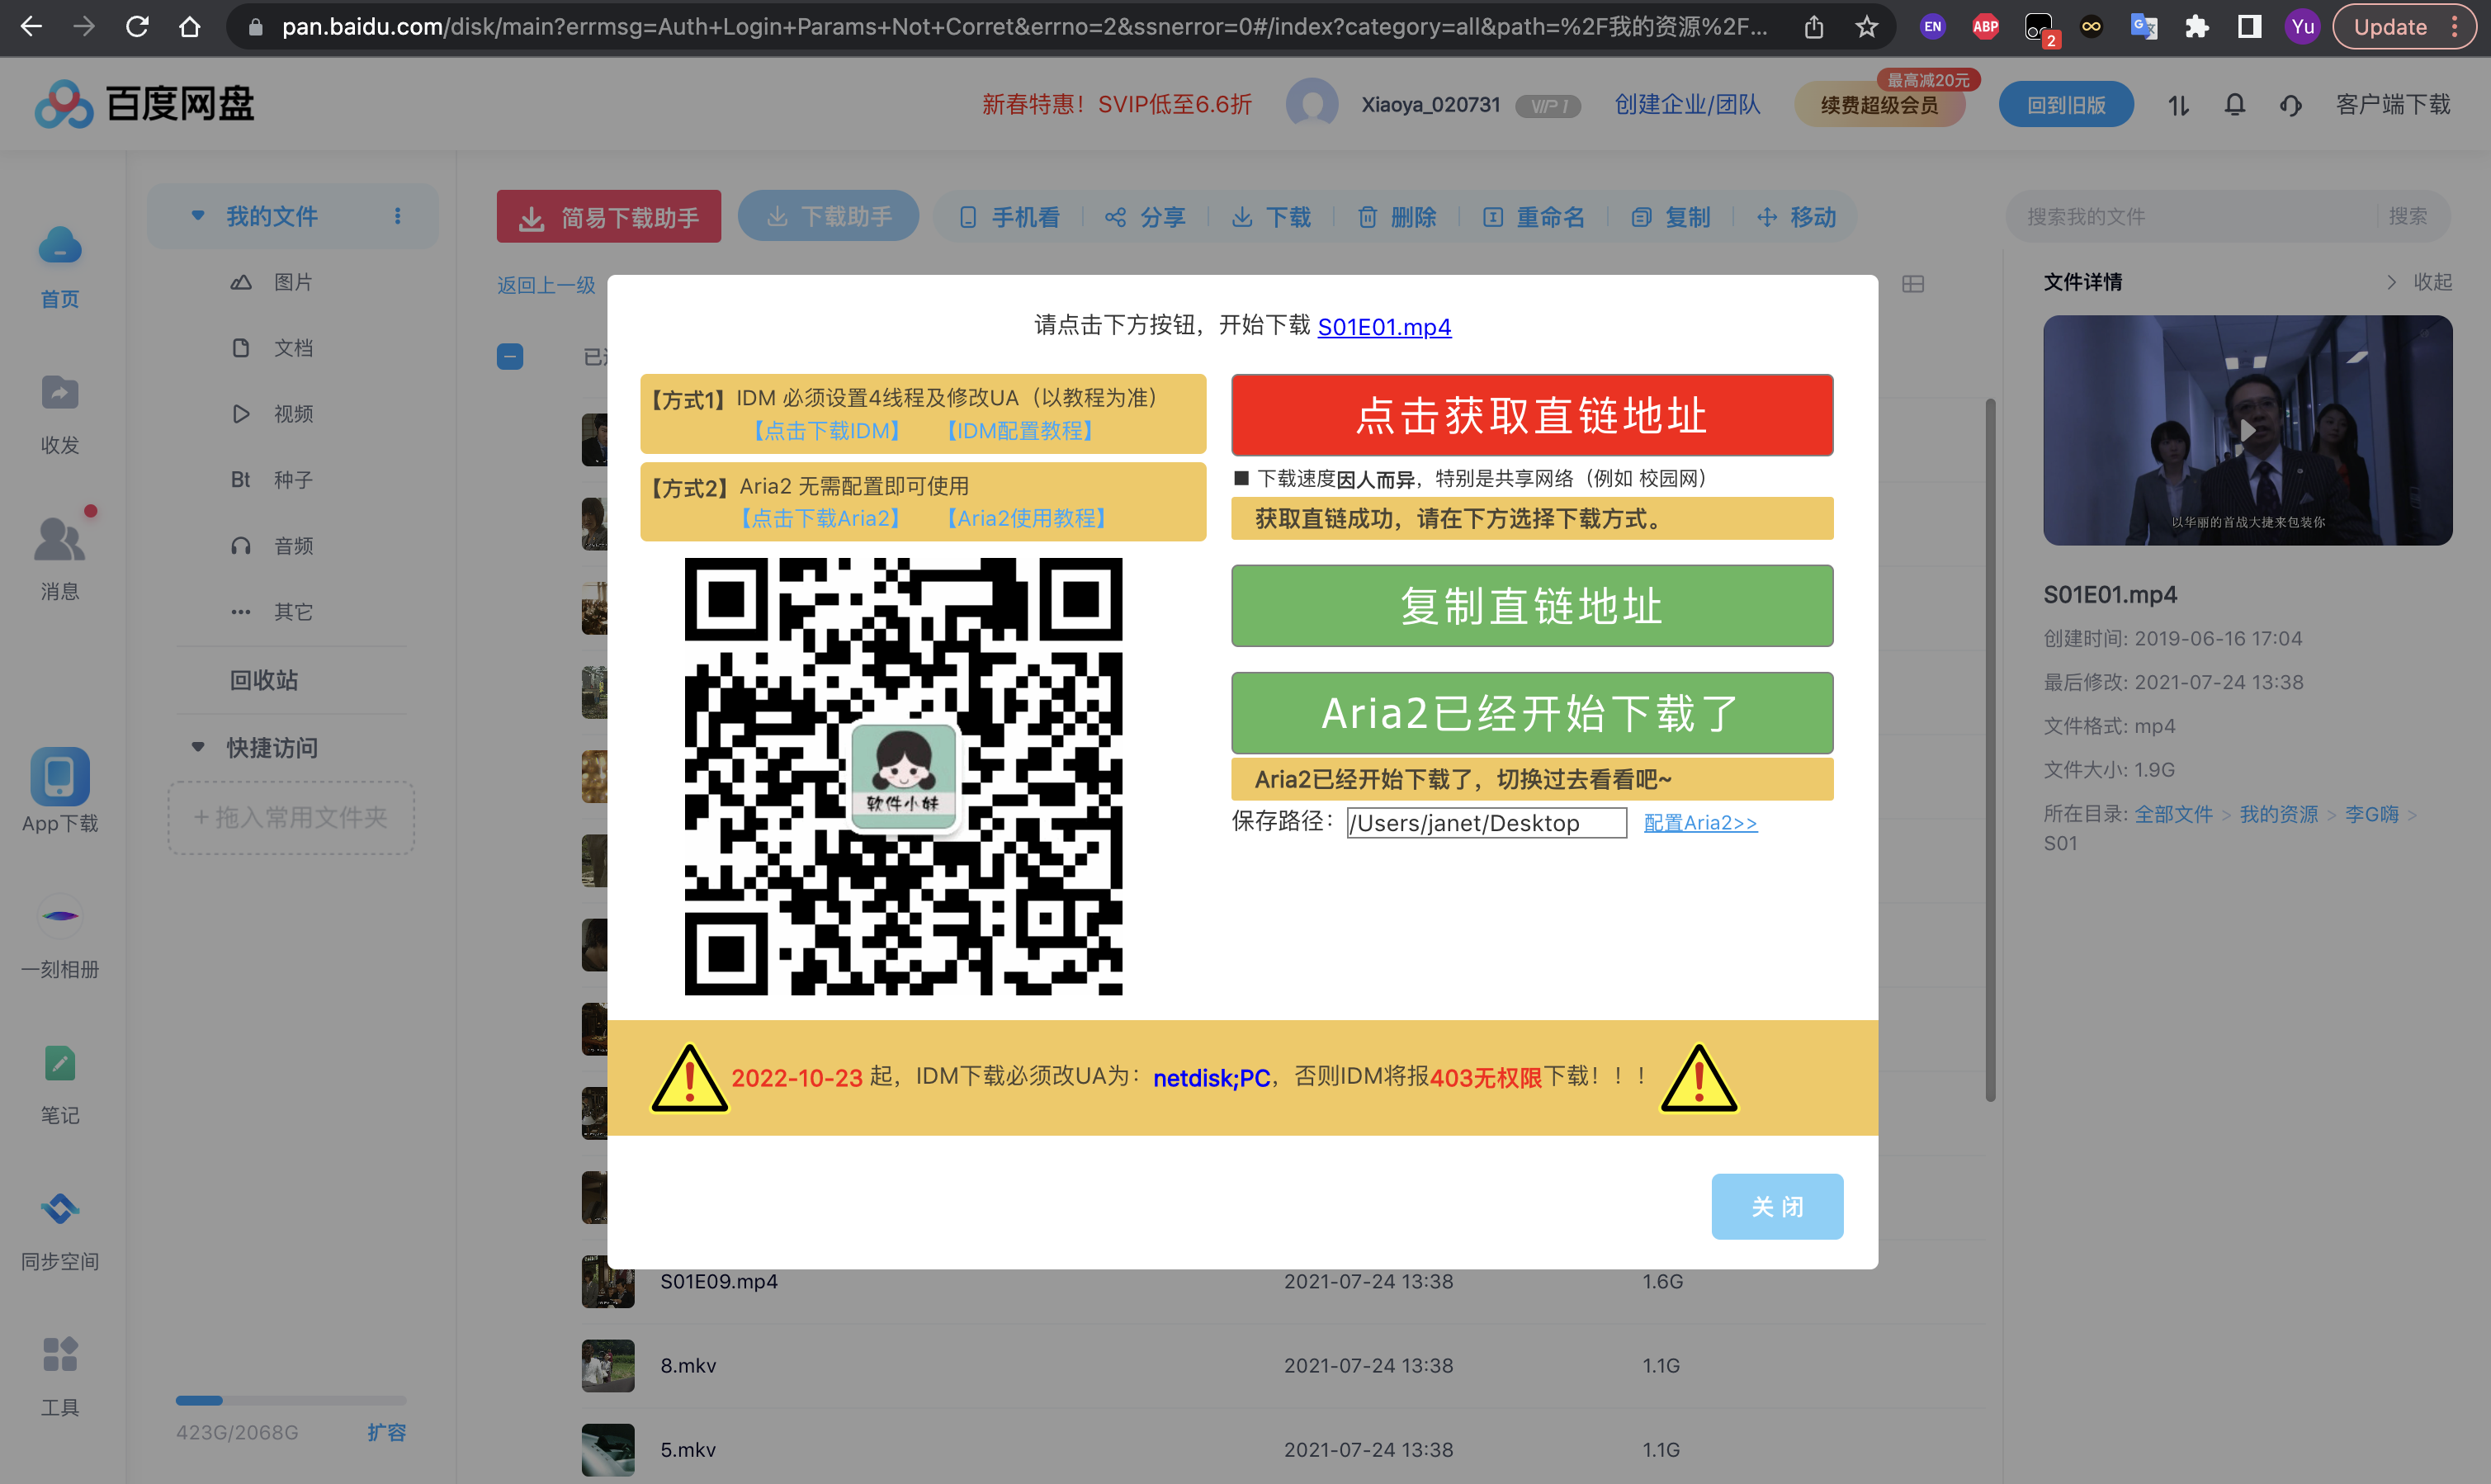 pan.baidu.com/disk/main?errmsg=Auth+Login+Params+Not+Corret&errno=2&ssnerror=0#/index?category=all&path=%2F我的资源%2F...
EN
ABP
2
Yu
Update
百度网盘
新春特惠！SVIP低至6.6折
Xiaoya_020731
VIP 1
创建企业/团队
最高减20元
续费超级会员
回到旧版
客户端下载
首页
收发
消息
App下载
一刻相册
笔记
同步空间
工具
我的文件
图片
文档
视频
Bt 种子
音频
其它
回收站
快捷访问
+ 拖入常用文件夹
423G/2068G 扩容
简易下载助手
下载助手
手机看
分享
下载
删除
重命名
复制
移动
搜索我的文件
搜索
返回上一级
请点击下方按钮，开始下载 S01E01.mp4
【方式1】IDM 必须设置4线程及修改UA（以教程为准）
【点击下载IDM】 【IDM配置教程】
【方式2】Aria2 无需配置即可使用
【点击下载Aria2】 【Aria2使用教程】
软件小妹
点击获取直链地址
■ 下载速度因人而异，特别是共享网络（例如 校园网）
获取直链成功，请在下方选择下载方式。
复制直链地址
Aria2已经开始下载了
Aria2已经开始下载了，切换过去看看吧~
保存路径：/Users/janet/Desktop 配置Aria2>>
2022-10-23 起，IDM下载必须改UA为：netdisk;PC，否则IDM将报403无权限下载！！！
关 闭
S01E09.mp4 2021-07-24 13:38 1.6G
8.mkv 2021-07-24 13:38 1.1G
5.mkv 2021-07-24 13:38 1.1G
文件详情
收起
以华丽的首战大捷来包装你
S01E01.mp4
创建时间: 2019-06-16 17:04
最后修改: 2021-07-24 13:38
文件格式: mp4
文件大小: 1.9G
所在目录: 全部文件 > 我的资源 > 李G嗨 >
S01